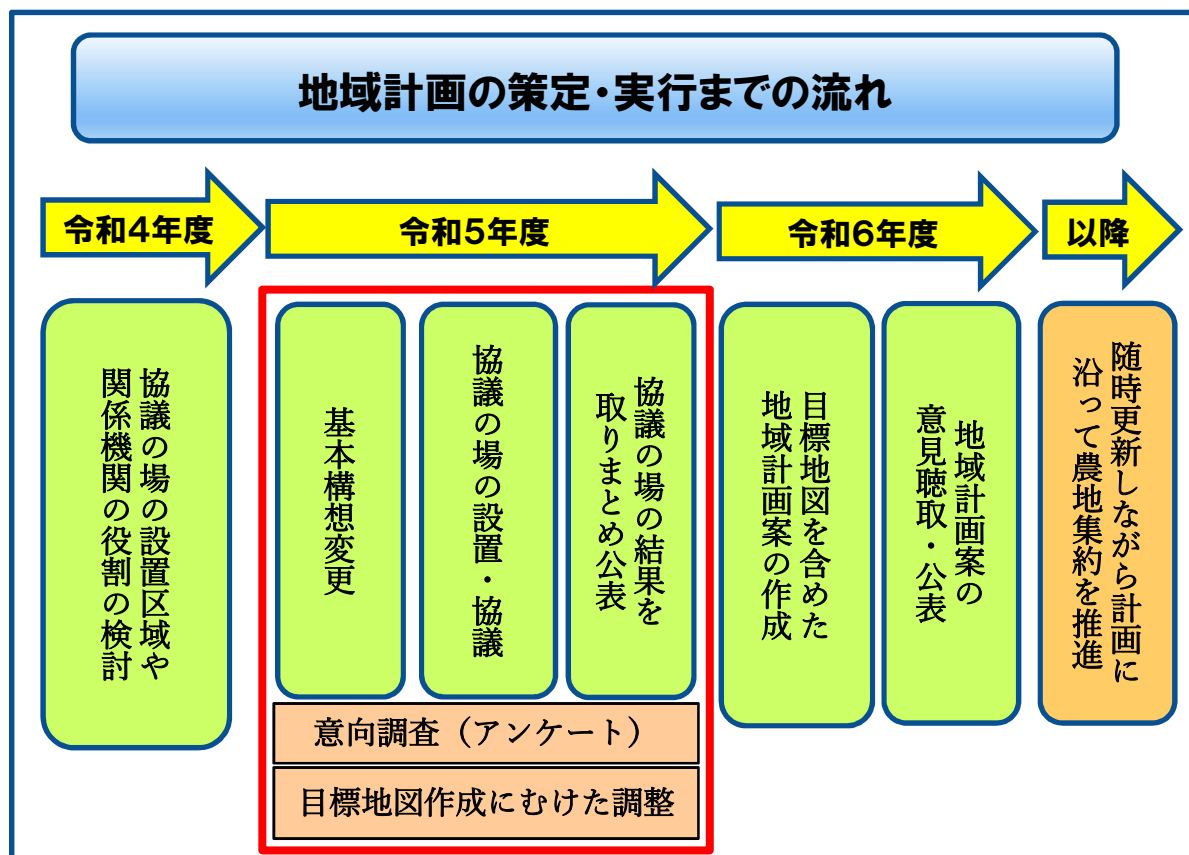 地域計画の策定・実行までの流れ
令和4年度
令和5年度
令和6年度
以降
協議の場の設置区域や
関係機関の役割の検討
基本構想変更
協議の場の設置・協議
協議の場の結果を
取りまとめ公表
目標地図を含めた
地域計画案の作成
地域計画案の
意見聴取・公表
随時更新しながら計画に
沿って農地集約を推進
意向調査（アンケート）
目標地図作成にむけた調整